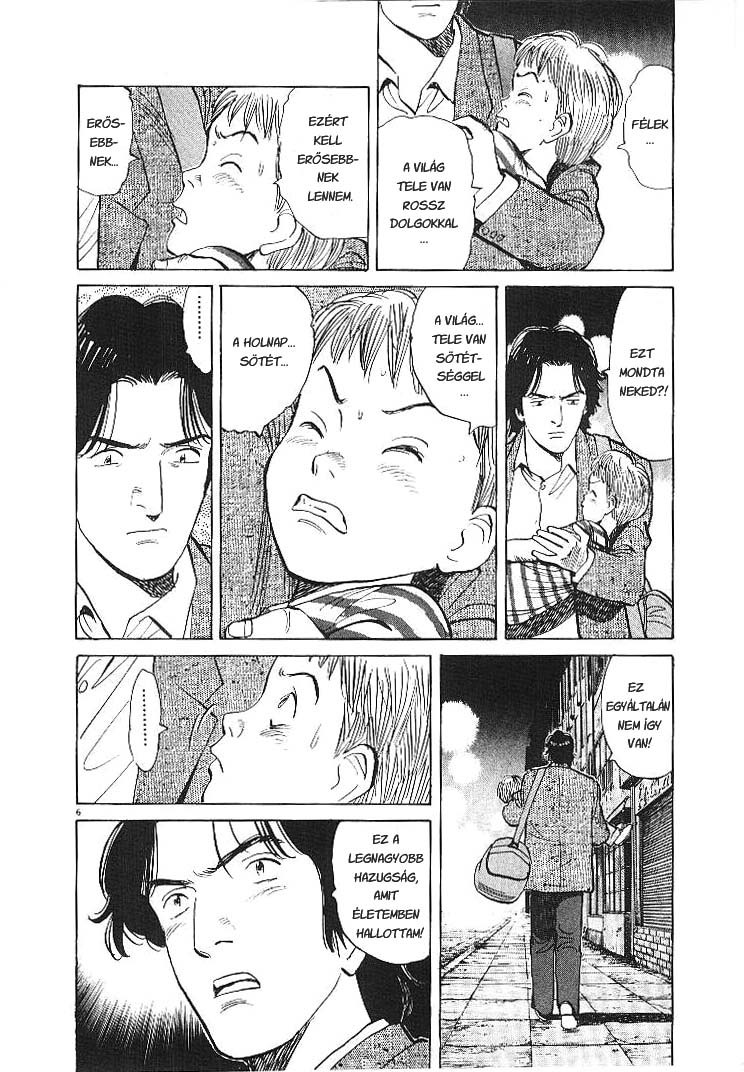 FÉLEK
...
A VILÁG
TELE VAN
ROSSZ
DOLGOKKAL
...
EZÉRT
KELL
ERŐSEBB-
NEK
LENNEM.
ERŐS-
EBB-
NEK...
EZT
MONDTA
NEKED?!
A VILÁG...
TELE VAN
SÖTÉT-
SÉGGEL
...
A HOLNAP...
SÖTÉT...
........
EZ
EGYÁLTALÁN
NEM ÍGY
VAN!
........
6
EZ A
LEGNAGYOBB
HAZUGSÁG,
AMIT
ÉLETEMBEN
HALLOTTAM!